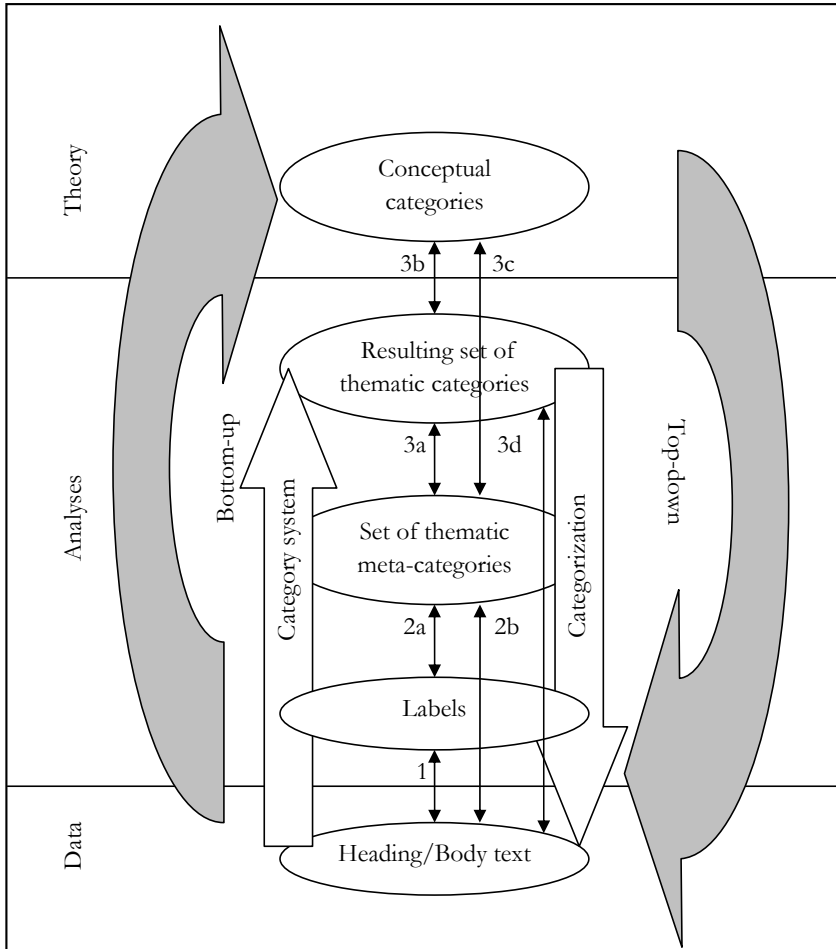 Theory
Conceptual
categories
3b
3c
Resulting set of
thematic categories
Bottom-up
Top-down
3a
3d
Analyses
Category system
Set of thematic
meta-categories
Categorization
2a
2b
Labels
1
Data
Heading/Body text